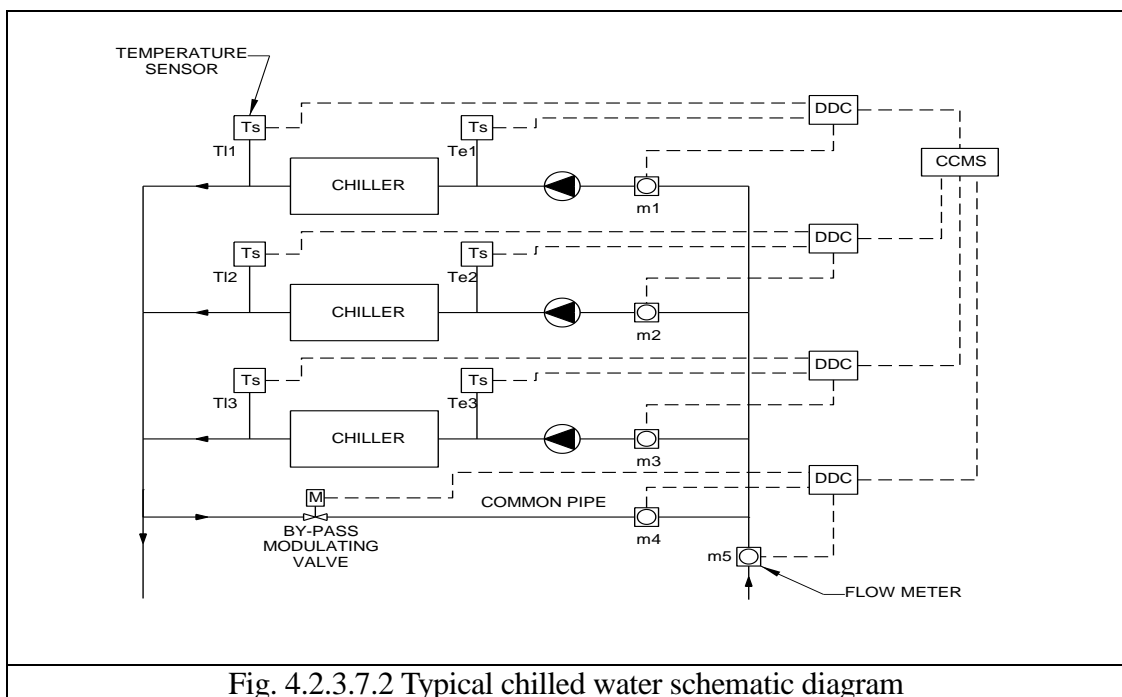 TEMPERATURE
SENSOR
Ts
Tl1
Ts
Te1
DDC
CCMS
CHILLER
m1
Ts
Tl2
Ts
Te2
DDC
CHILLER
m2
Ts
Tl3
Ts
Te3
DDC
CHILLER
m3
M
COMMON PIPE
DDC
BY-PASS
MODULATING
VALVE
m4
m5
FLOW METER
Fig. 4.2.3.7.2 Typical chilled water schematic diagram